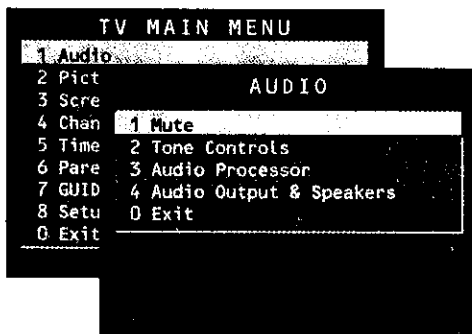 TV MAIN MENU
1 Audio
2 Pict
3 Scre
4 Chan
5 Time
6 Pare
7 GUID
8 Setu
0 Exit
AUDIO
1 Mute
2 Tone Controls
3 Audio Processor
4 Audio Output & Speakers
0 Exit